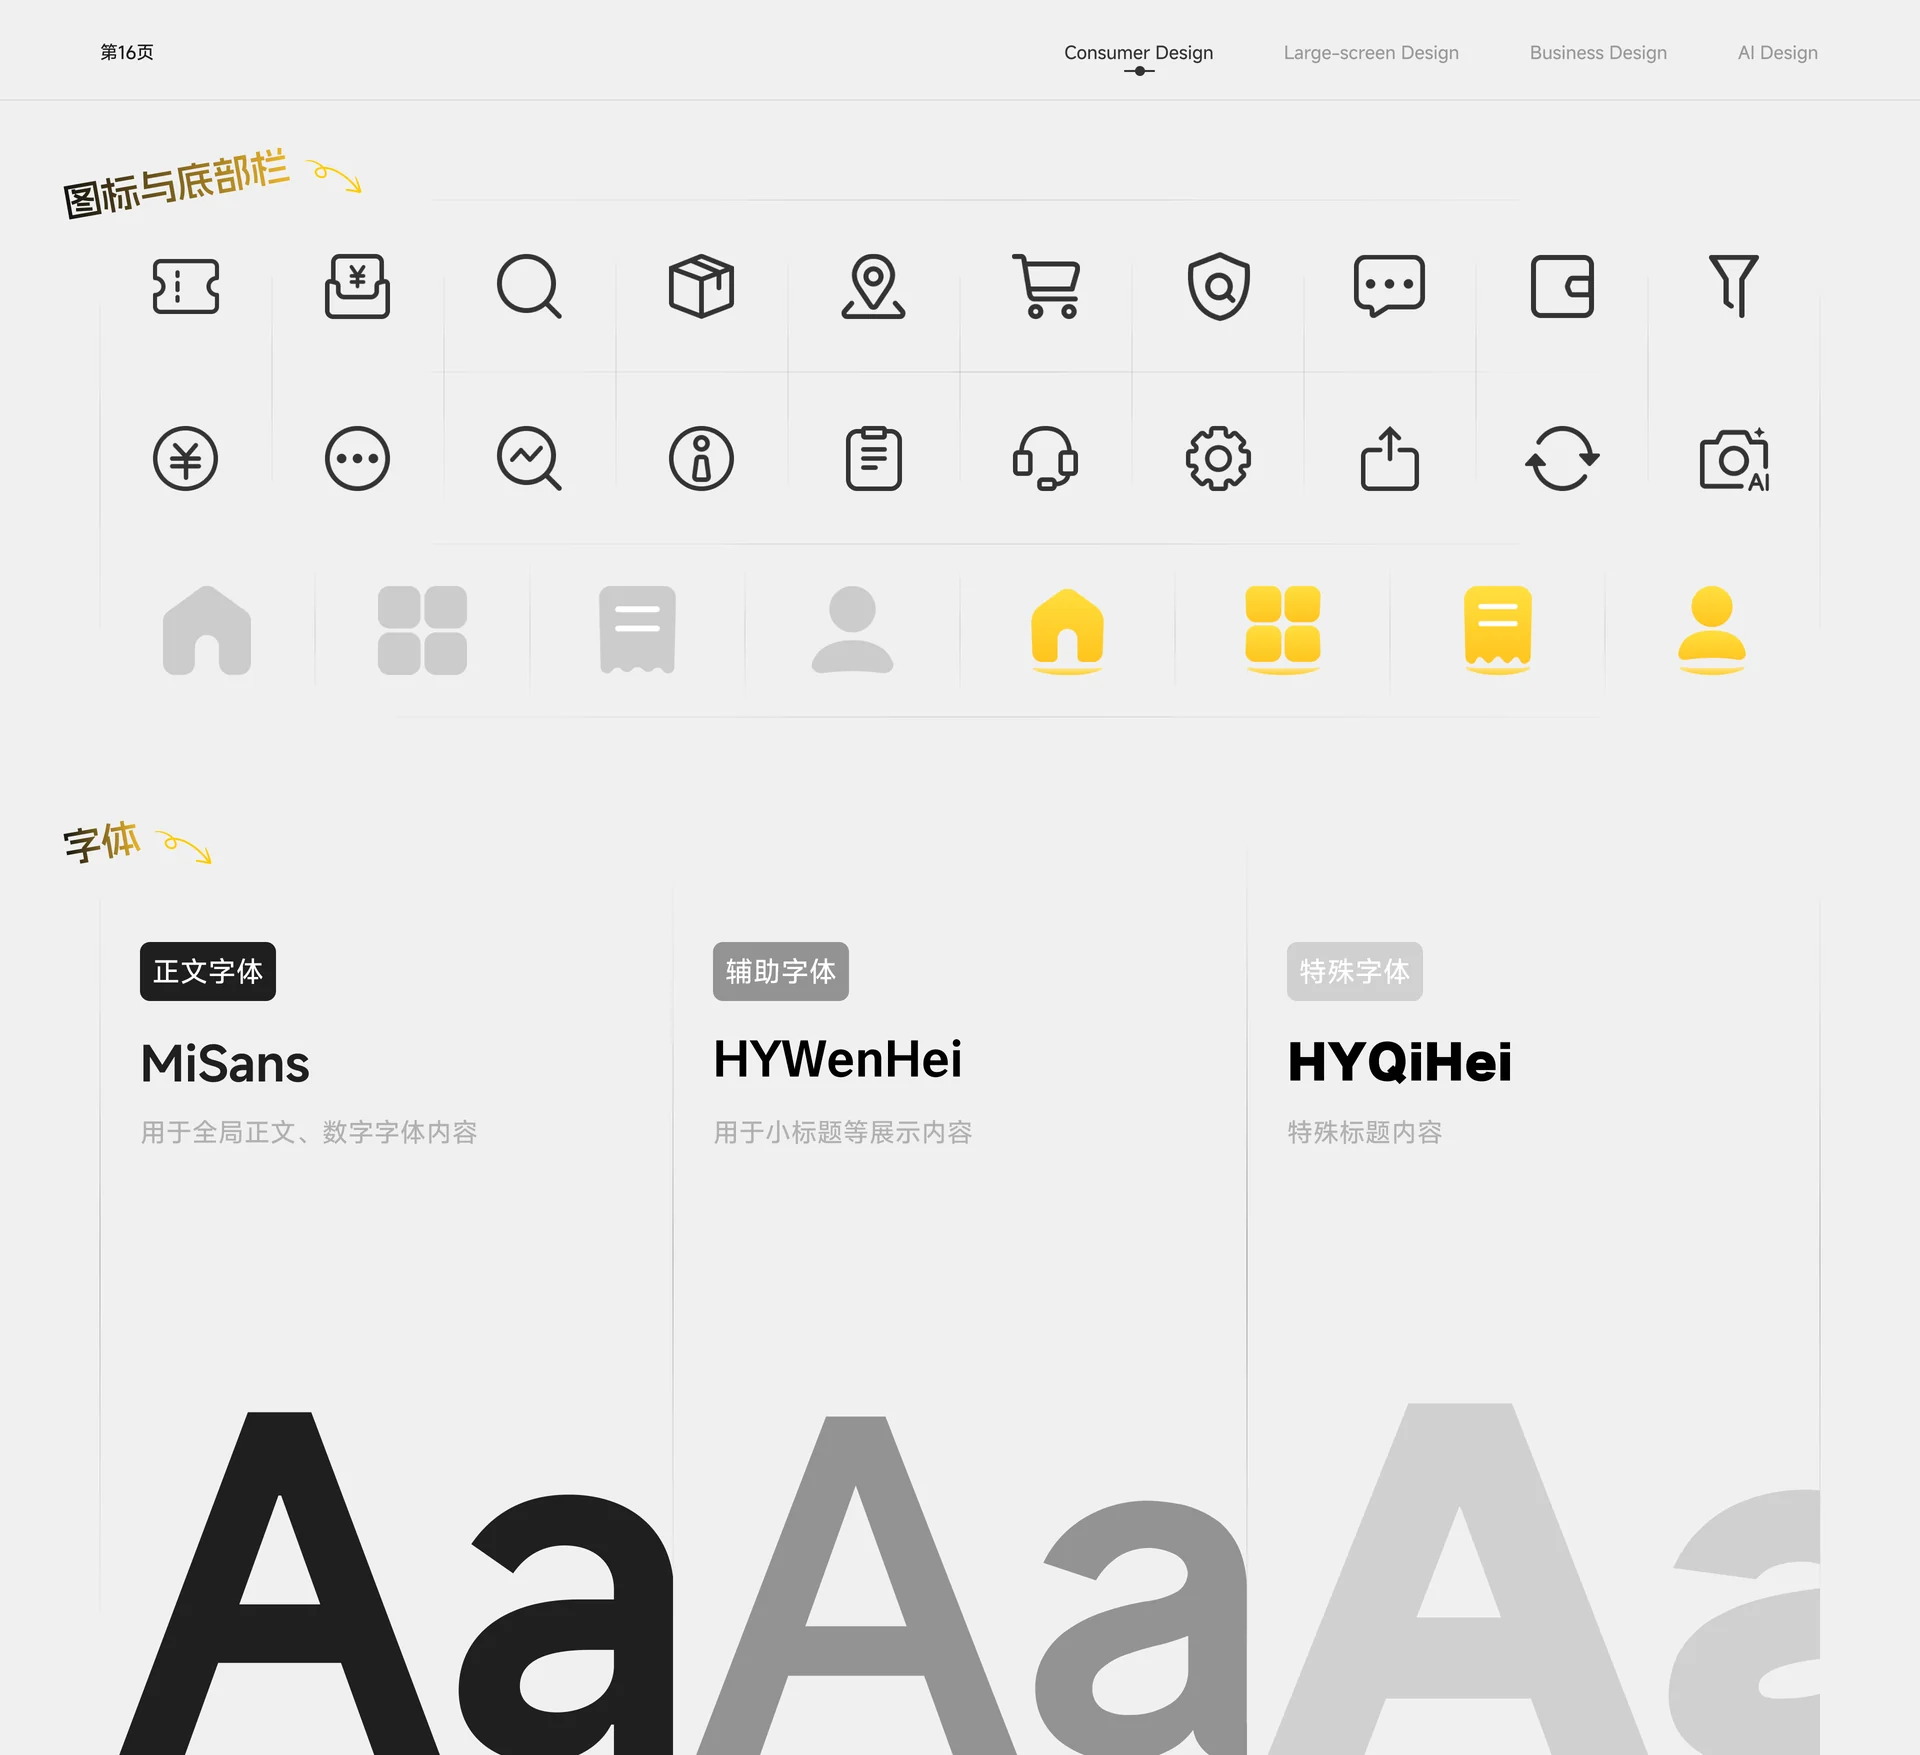 第16页
Consumer Design
Large-screen Design
Business Design
AI Design
图标与底部栏
¥
¥
AI
字体
正文字体
MiSans
用于全局正文、数字字体内容
辅助字体
HYWenHei
用于小标题等展示内容
特殊字体
HYQiHei
特殊标题内容
Aa
Aa
Aa